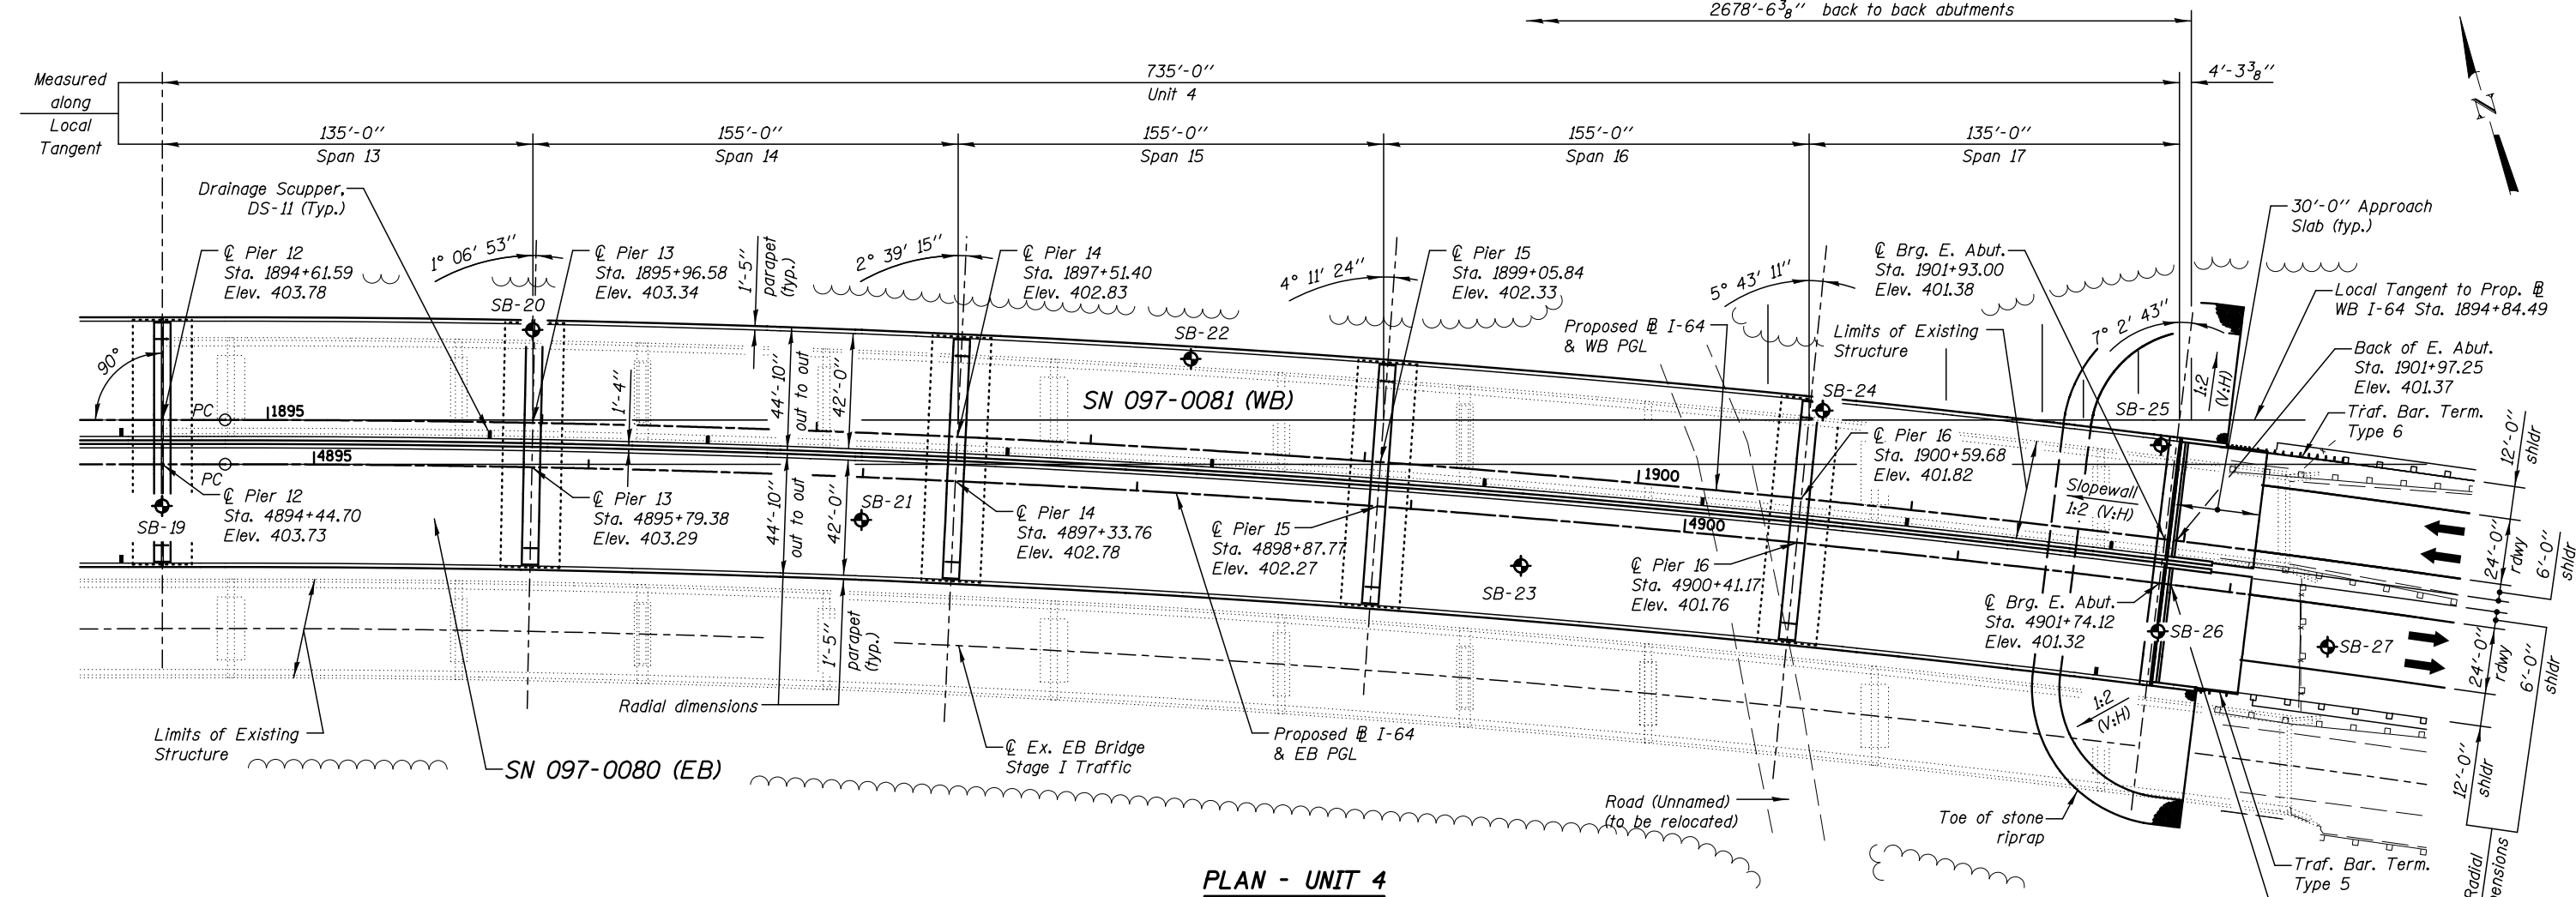 2678'-6 3/8" back to back abutments
Measured
along
Local
Tangent
735'-0"
Unit 4
4'-3 3/8"
N
135'-0"
Span 13
155'-0"
Span 14
155'-0"
Span 15
155'-0"
Span 16
135'-0"
Span 17
Drainage Scupper,
DS-11 (Typ.)
30'-0" Approach
Slab (typ.)
90°
℄ Pier 12
Sta. 1894+61.59
Elev. 403.78
1° 06' 53"
℄ Pier 13
Sta. 1895+96.58
Elev. 403.34
SB-20
1'-5"
parapet
(typ.)
2° 39' 15"
℄ Pier 14
Sta. 1897+51.40
Elev. 402.83
SB-22
4° 11' 24"
℄ Pier 15
Sta. 1899+05.84
Elev. 402.33
5° 43' 11"
Proposed ℄ I-64
& WB PGL
℄ Brg. E. Abut.
Sta. 1901+93.00
Elev. 401.38
Limits of Existing
Structure
7° 2' 43"
1:2
(V:H)
Local Tangent to Prop. ℄
WB I-64 Sta. 1894+84.49
Back of E. Abut.
Sta. 1901+97.25
Elev. 401.37
Traf. Bar. Term.
Type 6
PC
1895
1'-4"
44'-10"
out to out
42'-0"
SN 097-0081 (WB)
SB-24
SB-25
℄ Pier 16
Sta. 1900+59.68
Elev. 401.82
1900
Slopewall
1:2 (V:H)
12'-0"
shldr
24'-0"
rdwy
6'-0"
shldr
PC
4895
SB-19
℄ Pier 12
Sta. 4894+44.70
Elev. 403.73
℄ Pier 13
Sta. 4895+79.38
Elev. 403.29
44'-10"
out to out
42'-0"
SB-21
℄ Pier 14
Sta. 4897+33.76
Elev. 402.78
℄ Pier 15
Sta. 4898+87.77
Elev. 402.27
SB-23
4900
℄ Pier 16
Sta. 4900+41.17
Elev. 401.76
℄ Brg. E. Abut.
Sta. 4901+74.12
Elev. 401.32
SB-26
SB-27
24'-0"
rdwy
6'-0"
shldr
12'-0"
shldr
1'-5"
parapet
(typ.)
Radial dimensions
1:2
(V:H)
Limits of Existing
Structure
SN 097-0080 (EB)
℄ Ex. EB Bridge
Stage I Traffic
Proposed ℄ I-64
& EB PGL
Road (Unnamed)
(to be relocated)
Toe of stone
riprap
Traf. Bar. Term.
Type 5
Radial
PLAN - UNIT 4